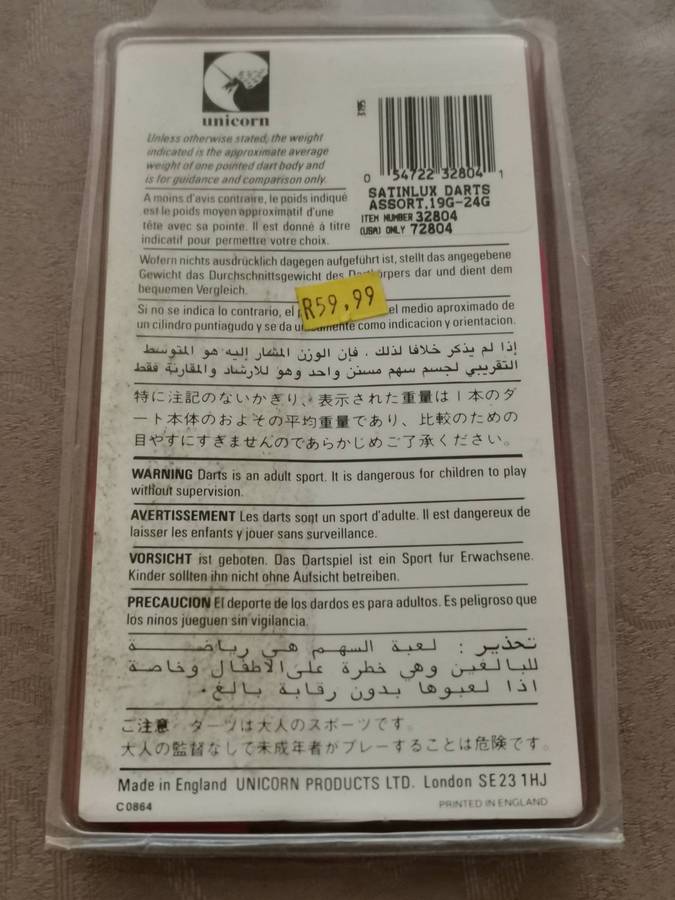 unicorn
Unless otherwise stated, the weight
indicated is the approximate average
weight of one pointed dart body and
is for guidance and comparison only.
A moins d'avis contraire, le poids indiqué
est le poids moyen approximatif d'une
tête avec sa pointe. Il est donné à titre
indicatif pour permettre votre choix.
3195
0 54722 32804 1
SATINLUX DARTS
ASSORT.19G-24G
ITEM NUMBER 32804
(USA) ONLY 72804
Wofern nichts ausdrücklich dagegen aufgeführt ist, stellt das angegebene
Gewicht das Durchschnittsgewicht des körpers dar und dient dem
bequemen Vergleich.
R59,99
Si no se indica lo contrario, el el medio aproximado de
un cilindro puntiagudo y se da como indicacion y orientacion.
إذا لم يذكر خلافا لذلك ، فإن الوزن المشار إليه هو المتوسط
التقريبي لجسم سهم مسنن واحد وهو للارشاد والمقارنة فقط
特に注記のないかぎり、表示された重量は1本のダ
ート本体のおよその平均重量であり、比較のための
目やすにすぎませんのであらかじめご了承ください。
WARNING Darts is an adult sport. It is dangerous for children to play
without supervision.
AVERTISSEMENT Les darts sont un sport d'adulte. Il est dangereux de
laisser les enfants y jouer sans surveillance.
VORSICHT ist geboten. Das Dartspiel ist ein Sport fur Erwachsene.
Kinder sollten ihn nicht ohne Aufsicht betreiben.
PRECAUCION El deporte de los dardos es para adultos. Es peligroso que
los ninos jueguen sin vigilancia.
تحذير : لعبة السهم هي رياضة
للبالغين وهي خطرة على الاطفال وخاصة
اذا لعبوها بدون رقابة بالغ.
ご注意 ダーツは大人のスポーツです。
大人の監督なしで未成年者がプレーすることは危険です。
Made in England UNICORN PRODUCTS LTD. London SE23 1HJ
C0864
PRINTED IN ENGLAND